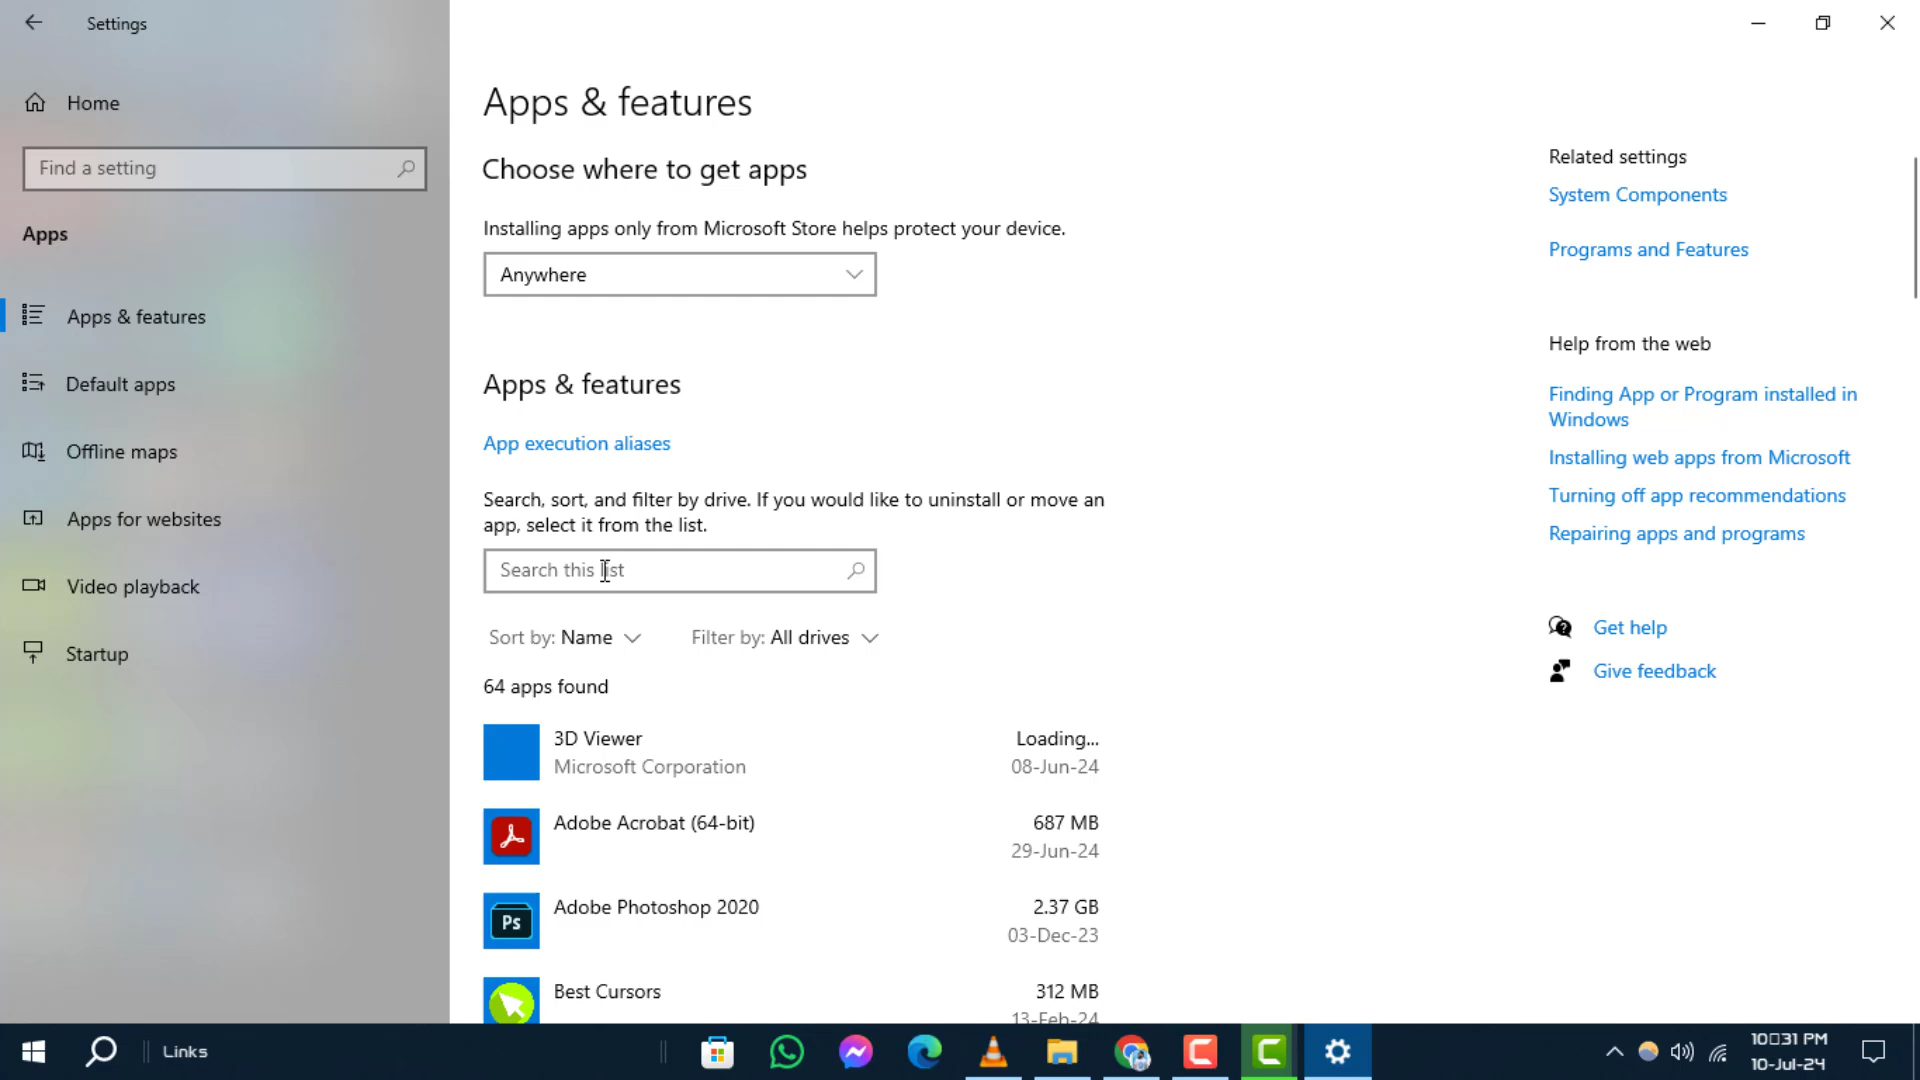 Settings
Home
Find a setting
Apps
Apps & features
Default apps
Offline maps
Apps for websites
Video playback
Startup
Apps & features
Choose where to get apps
Installing apps only from Microsoft Store helps protect your device.
Anywhere
Apps & features
App execution aliases
Search, sort, and filter by drive. If you would like to uninstall or move an
app, select it from the list.
Search this list
Sort by: Name
Filter by: All drives
64 apps found
3D Viewer
Loading...
Microsoft Corporation
08-Jun-24
Adobe Acrobat (64-bit)
687 MB
29-Jun-24
Ps
Adobe Photoshop 2020
2.37 GB
03-Dec-23
Best Cursors
312 MB
13-Feb-24
Related settings
System Components
Programs and Features
Help from the web
Finding App or Program installed in
Windows
Installing web apps from Microsoft
Turning off app recommendations
Repairing apps and programs
Get help
Give feedback
Links
10▯31 PM
10-Jul-24